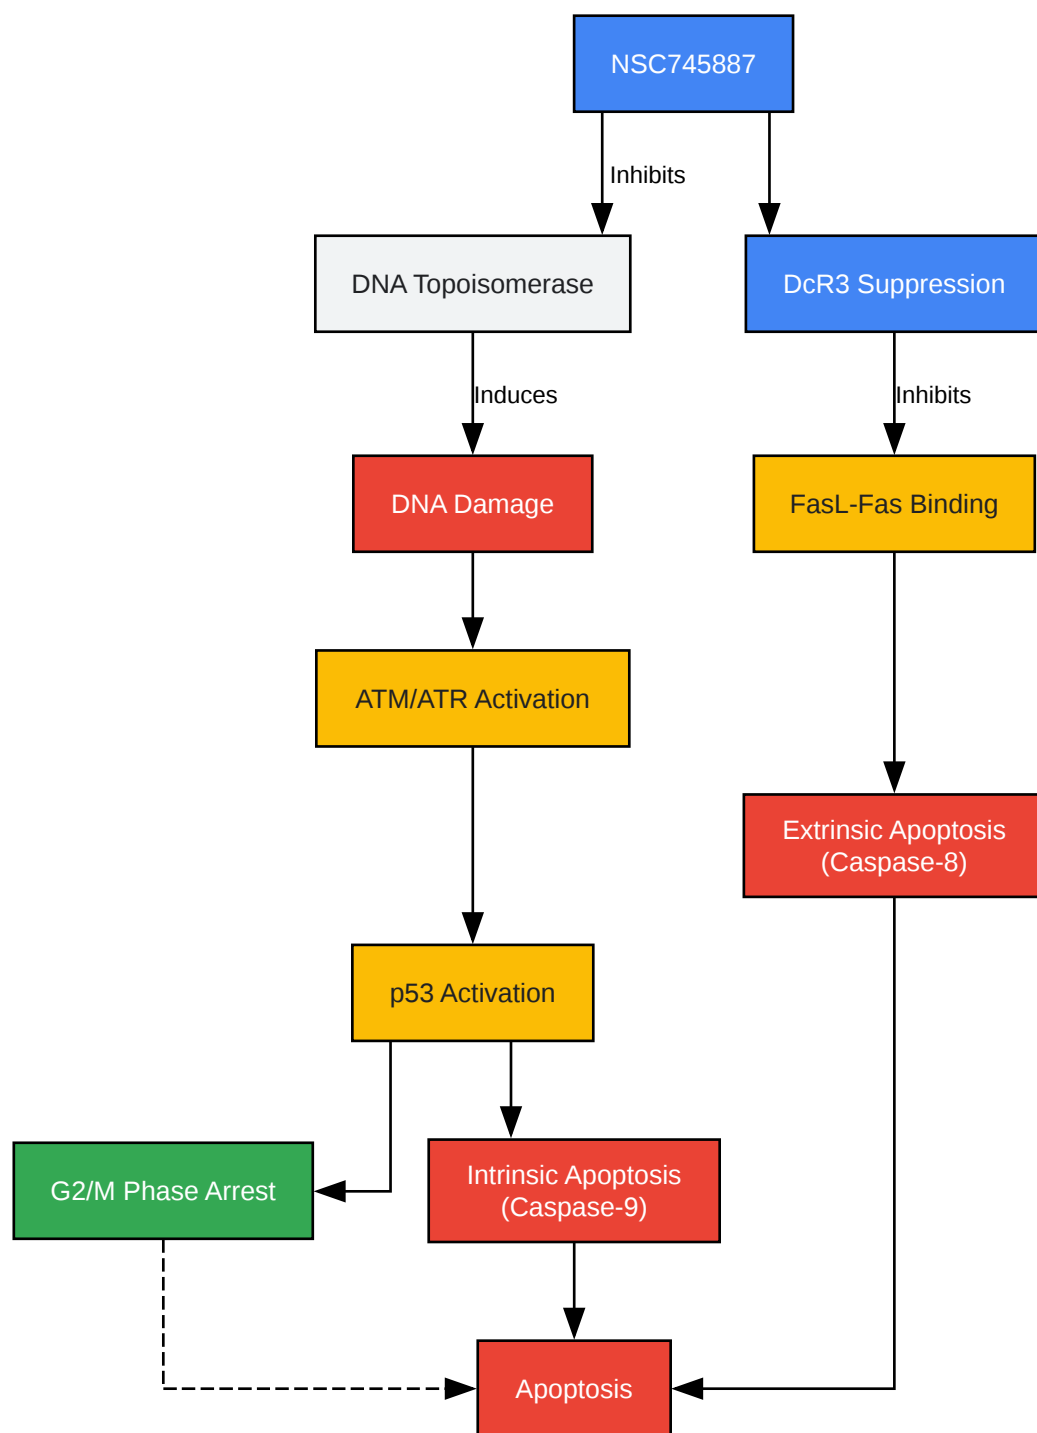 NSC745887
Inhibits
DNA Topoisomerase
DcR3 Suppression
Induces
Inhibits
DNA Damage
FasL-Fas Binding
ATM/ATR Activation
Extrinsic Apoptosis
(Caspase-8)
p53 Activation
G2/M Phase Arrest
Intrinsic Apoptosis
(Caspase-9)
Apoptosis